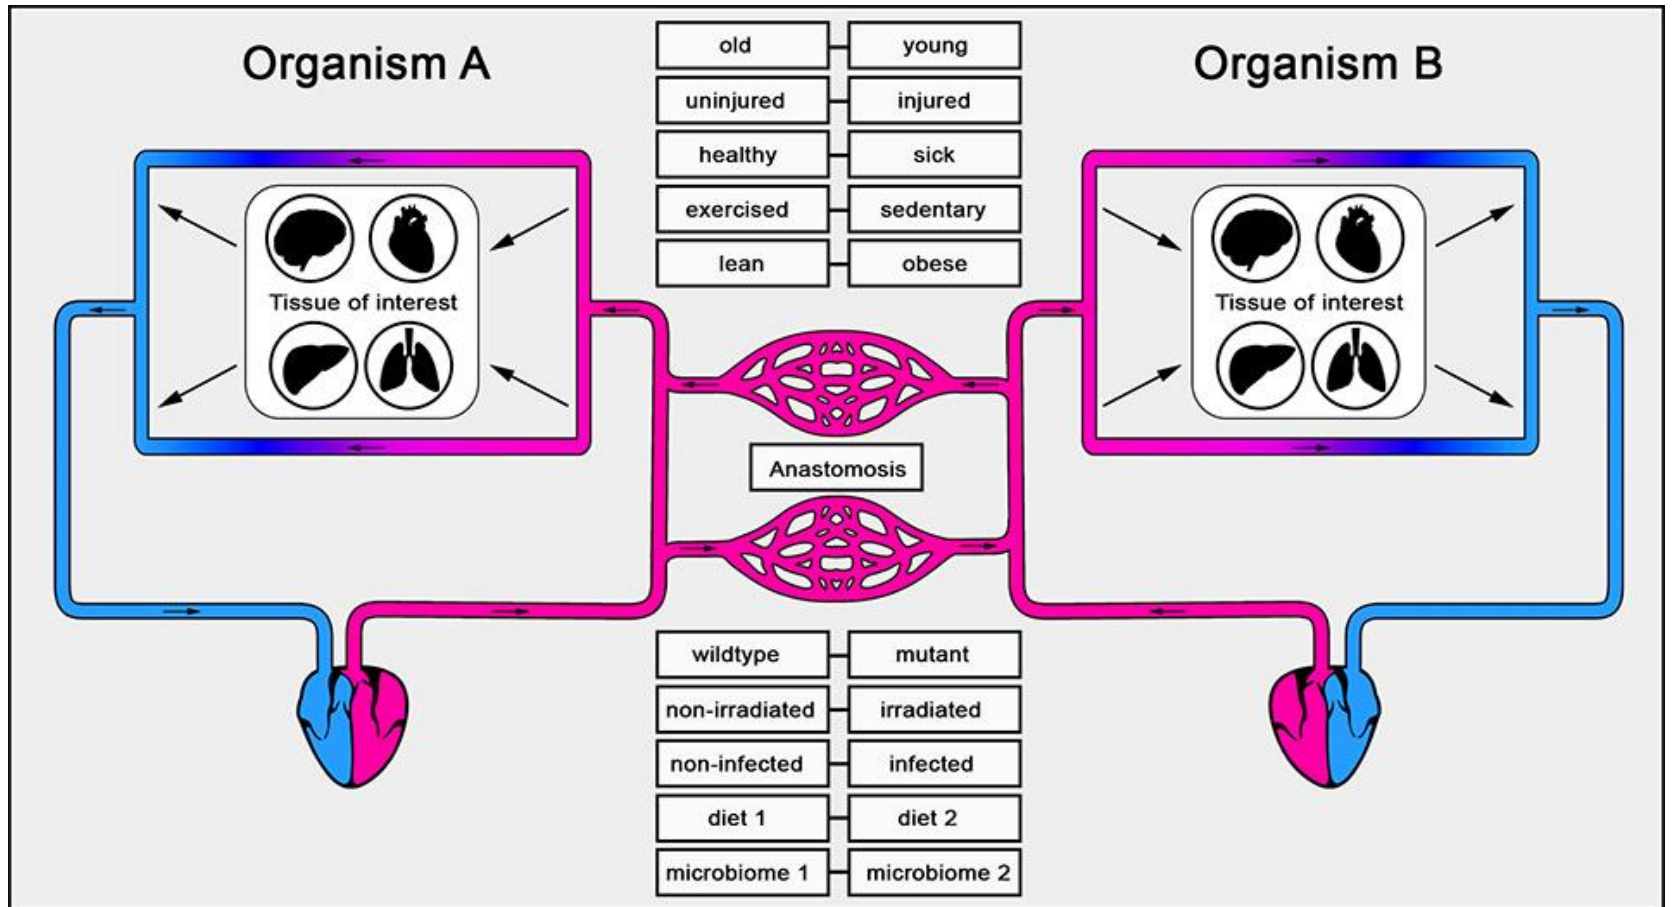 Organism A
Organism B
old
young
uninjured
injured
healthy
sick
exercised
sedentary
lean
obese
Tissue of interest
Tissue of interest
Anastomosis
wildtype
mutant
non-irradiated
irradiated
non-infected
infected
diet 1
diet 2
microbiome 1
microbiome 2